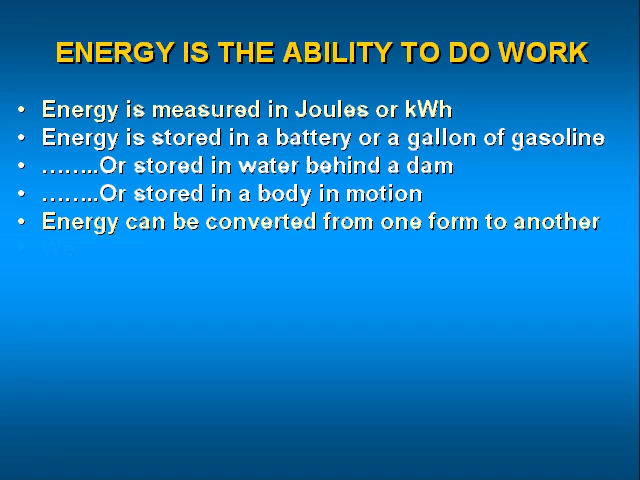 ENERGY IS THE ABILITY TO DO WORK
• Energy is measured in Joules or kWh
• Energy is stored in a battery or a gallon of gasoline
• ……..Or stored in water behind a dam
• ……..Or stored in a body in motion
• Energy can be converted from one form to another
• We